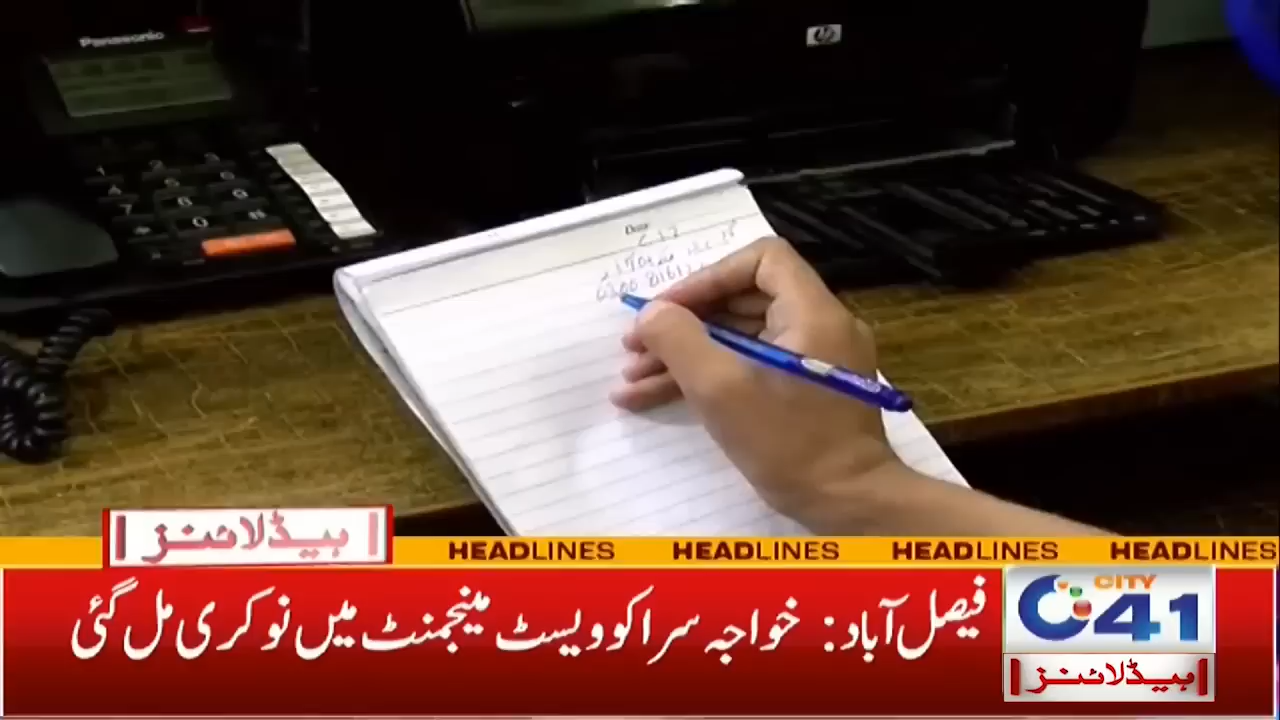 Panasonic
hp
Date
ہیڈلائنز
HEADLINES HEADLINES HEADLINES HEADLINES
فیصل آباد: خواجہ سرا کو ویسٹ مینجمنٹ میں نوکری مل گئی
CITY
41
ہیڈلائنز